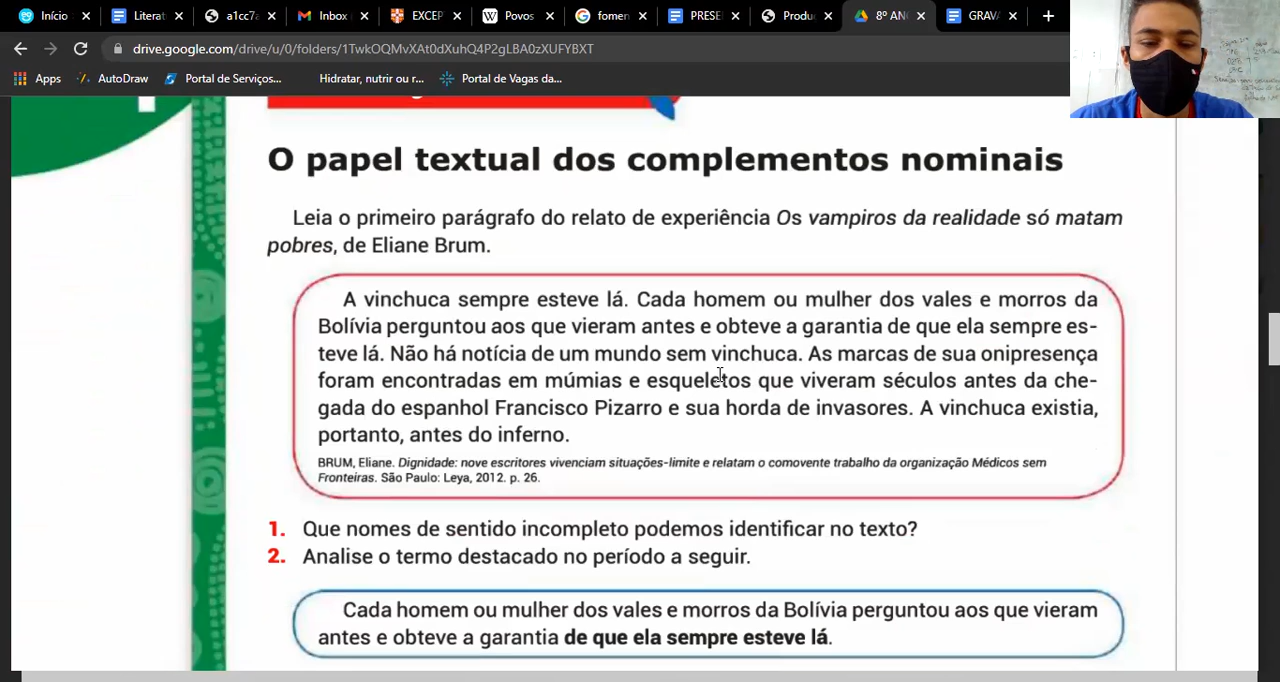 Início
Literat
a1cc7a
Inbox
EXCEP
Povos
fomen
PRESE
Produ
8º AN
GRAVA
drive.google.com/drive/u/0/folders/1TwkOQMvXAt0dXuhQ4P2gLBA0zXUFYBXT
Apps
AutoDraw
Portal de Serviços...
Hidratar, nutrir ou r...
Portal de Vagas da...
O papel textual dos complementos nominais
Leia o primeiro parágrafo do relato de experiência Os vampiros da realidade só matam
pobres, de Eliane Brum.
A vinchuca sempre esteve lá. Cada homem ou mulher dos vales e morros da
Bolívia perguntou aos que vieram antes e obteve a garantia de que ela sempre es-
teve lá. Não há notícia de um mundo sem vinchuca. As marcas de sua onipresença
foram encontradas em múmias e esqueletos que viveram séculos antes da che-
gada do espanhol Francisco Pizarro e sua horda de invasores. A vinchuca existia,
portanto, antes do inferno.
BRUM, Eliane. Dignidade: nove escritores vivenciam situações-limite e relatam o comovente trabalho da organização Médicos sem
Fronteiras. São Paulo: Leya, 2012. p. 26.
1. Que nomes de sentido incompleto podemos identificar no texto?
2. Analise o termo destacado no período a seguir.
Cada homem ou mulher dos vales e morros da Bolívia perguntou aos que vieram
antes e obteve a garantia de que ela sempre esteve lá.